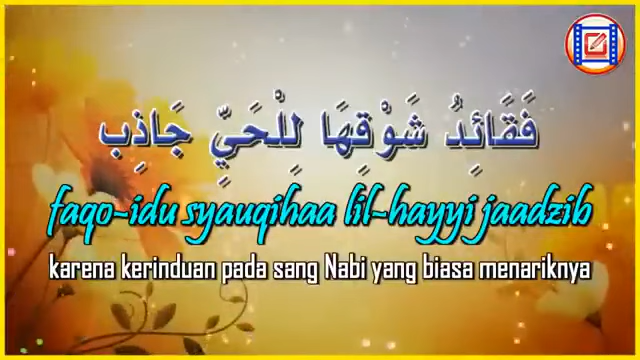 فَقَائِدُ شَوْقِهَا لِلْحَيِّ جَاذِب
faqo-idu syauqihaa lil-hayyi jaadzib
karena kerinduan pada sang Nabi yang biasa menariknya